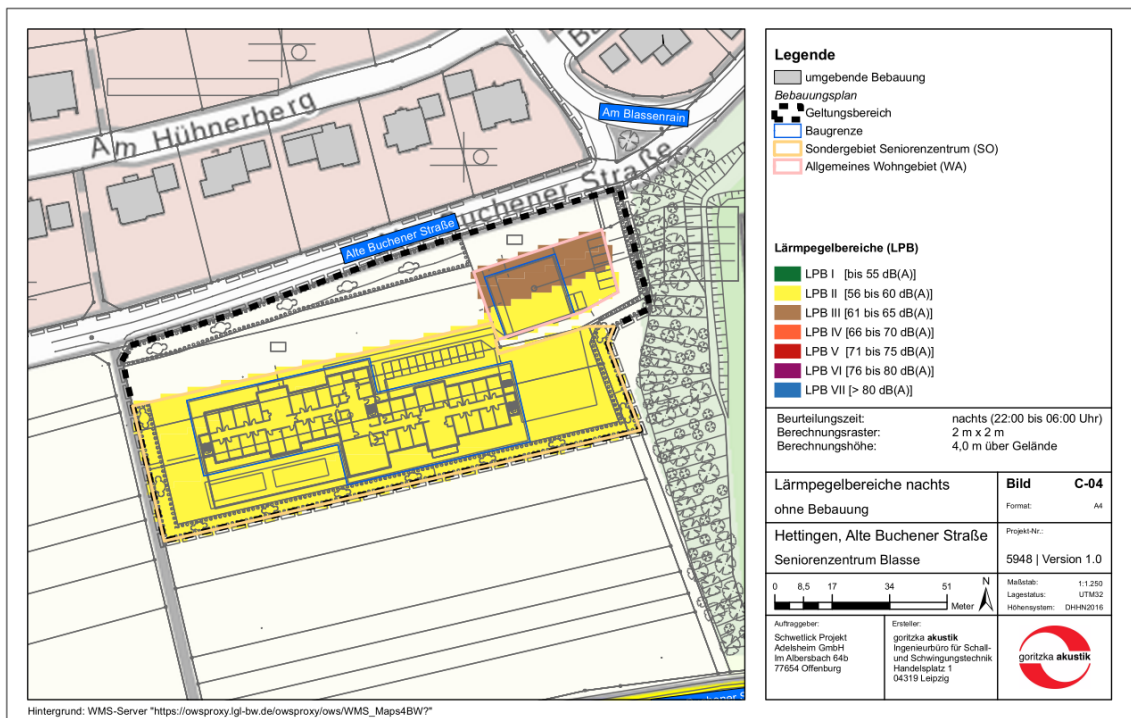 Am Hühnerberg
Am Blassenrain
Buchener Straße
Alte Buchener Straße
Legende
umgebende Bebauung
Bebauungsplan
Geltungsbereich
Baugrenze
Sondergebiet Seniorenzentrum (SO)
Allgemeines Wohngebiet (WA)
Lärmpegelbereiche (LPB)
LPB I [bis 55 dB(A)]
LPB II [56 bis 60 dB(A)]
LPB III [61 bis 65 dB(A)]
LPB IV [66 bis 70 dB(A)]
LPB V [71 bis 75 dB(A)]
LPB VI [76 bis 80 dB(A)]
LPB VII [> 80 dB(A)]
Beurteilungszeit: nachts (22:00 bis 06:00 Uhr)
Berechnungsraster: 2 m x 2 m
Berechnungshöhe: 4,0 m über Gelände
Lärmpegelbereiche nachts
ohne Bebauung
Bild C-04
Format: A4
Hettingen, Alte Buchener Straße
Seniorenzentrum Blasse
Projekt-Nr.:
5948 | Version 1.0
0 8,5 17 34 51
Meter
N
Maßstab: 1:1.250
Lagestatus: UTM32
Höhensystem: DHHN2016
Auftraggeber:
Schwetlick Projekt
Adelsheim GmbH
Im Albersbach 64b
77654 Offenburg
Ersteller:
goritzka akustik
Ingenieurbüro für Schall-
und Schwingungstechnik
Handelsplatz 1
04319 Leipzig
goritzka akustik
Hintergrund: WMS-Server "https://owsproxy.lgl-bw.de/owsproxy/ows/WMS_Maps4BW?"